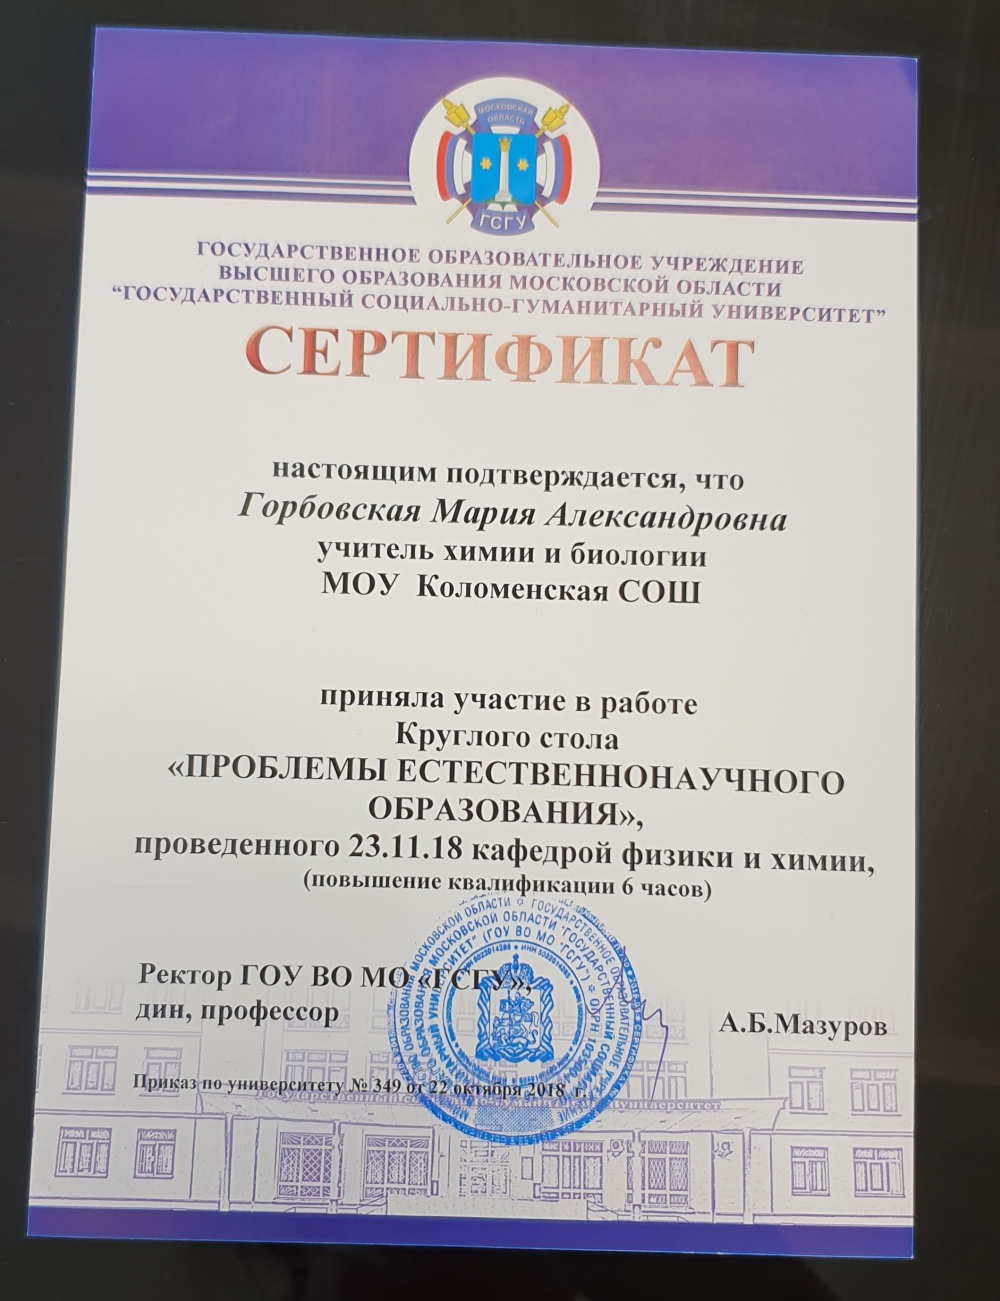 МОСКОВСКАЯ
ОБЛАСТЬ
ГСГУ
ГОСУДАРСТВЕННОЕ ОБРАЗОВАТЕЛЬНОЕ УЧРЕЖДЕНИЕ
ВЫСШЕГО ОБРАЗОВАНИЯ МОСКОВСКОЙ ОБЛАСТИ
“ГОСУДАРСТВЕННЫЙ СОЦИАЛЬНО-ГУМАНИТАРНЫЙ УНИВЕРСИТЕТ”
СЕРТИФИКАТ
настоящим подтверждается, что
Горбовская Мария Александровна
учитель химии и биологии
МОУ Коломенская СОШ
приняла участие в работе
Круглого стола
«ПРОБЛЕМЫ ЕСТЕСТВЕННОНАУЧНОГО
ОБРАЗОВАНИЯ»,
проведенного 23.11.18 кафедрой физики и химии,
(повышение квалификации 6 часов)
Ректор ГОУ ВО МО «ГСГУ»,
дин, профессор
А.Б.Мазуров
Приказ по университету № 349 от 22 октября 2018 г.